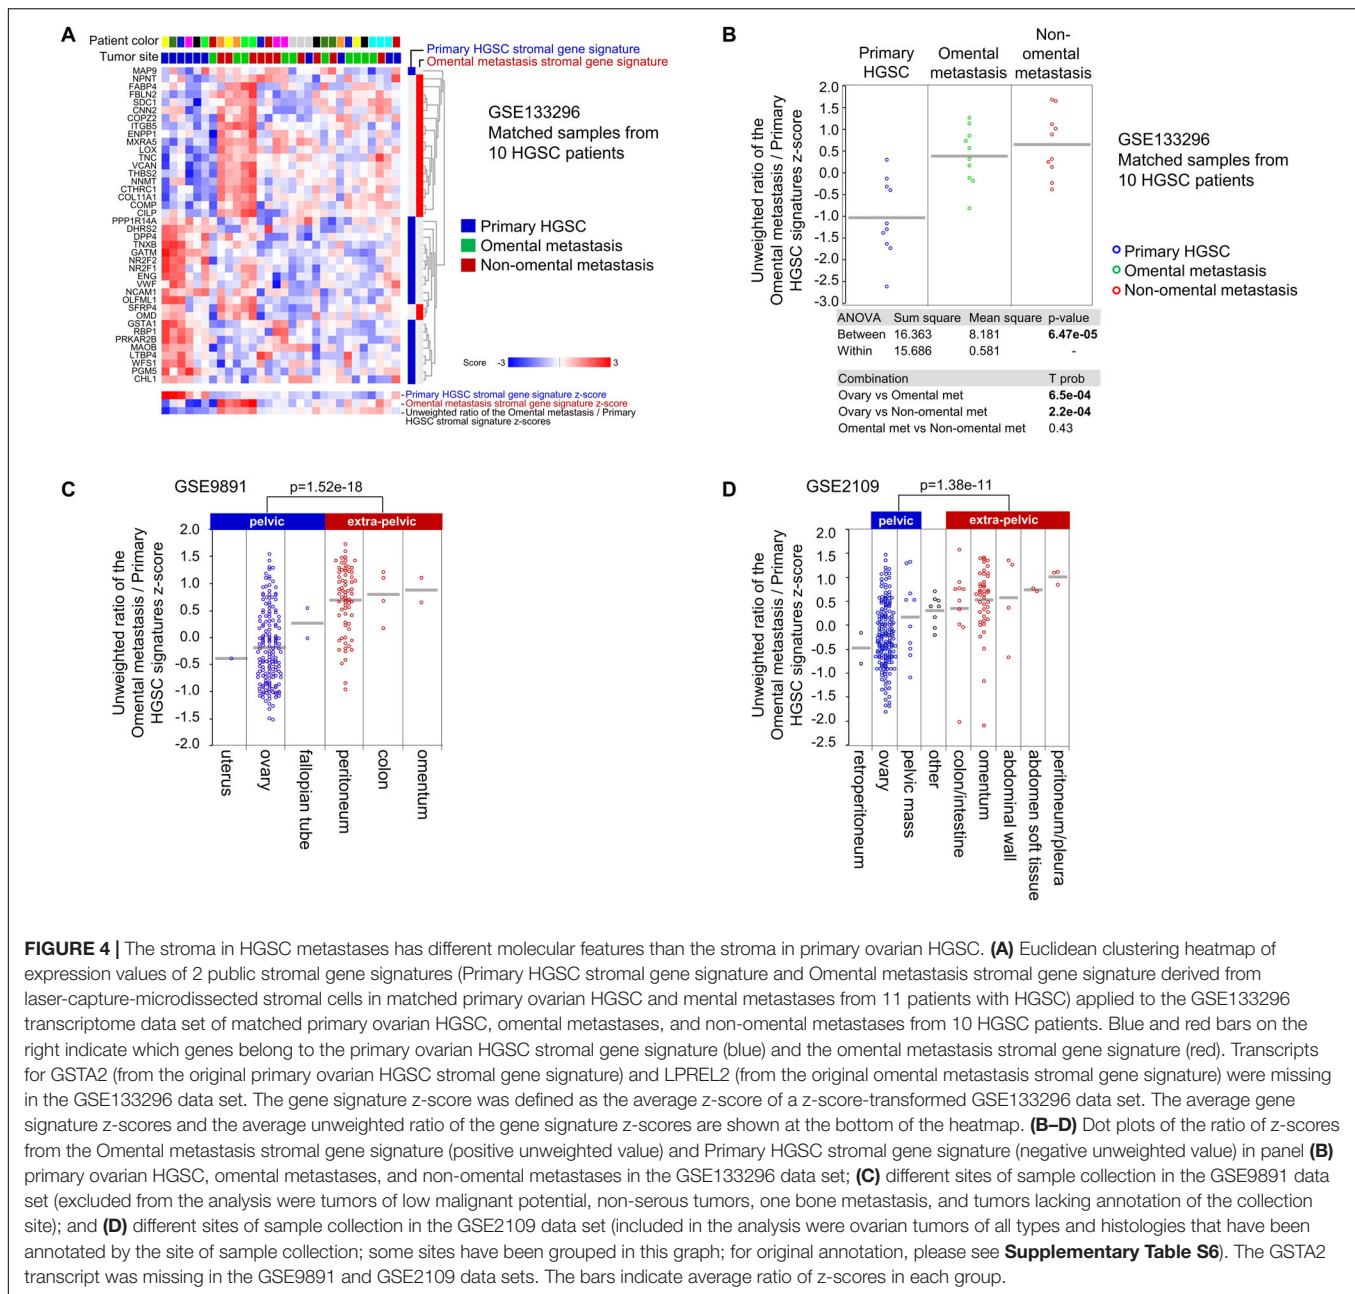 A
Patient color
Tumor site
Primary HGSC stromal gene signature
Omental metastasis stromal gene signature
MAP9
NPNT
FABP4
FBLN2
SDC1
CNN2
COPZ2
ITGB5
ENPP1
MXRA5
LOX
TNC
VCAN
THBS2
NNMT
CTHRC1
COL11A1
COMP
CILP
PPP1R14A
DHRS2
DPP4
TNXB
GATM
NR2F2
NR2F1
ENG
VWF
NCAM1
OLFML1
SFRP4
OMD
GSTA1
RBP1
PRKAR2B
MAOB
LTBP4
WFS1
PGM5
CHL1
GSE133296
Matched samples from
10 HGSC patients
Primary HGSC
Omental metastasis
Non-omental metastasis
Score -3 3
Primary HGSC stromal gene signature z-score
Omental metastasis stromal gene signature z-score
Unweighted ratio of the Omental metastasis / Primary
HGSC stromal signature z-scores
B
Primary
HGSC
Omental
metastasis
Non-
omental
metastasis
Unweighted ratio of the
Omental metastasis / Primary
HGSC signatures z-score
2.0
1.5
1.0
0.5
0.0
-0.5
-1.0
-1.5
-2.0
-2.5
-3.0
GSE133296
Matched samples from
10 HGSC patients
Primary HGSC
Omental metastasis
Non-omental metastasis
ANOVA Sum square Mean square p-value
Between 16.363 8.181 6.47e-05
Within 15.686 0.581 -
Combination T prob
Ovary vs Omental met 6.5e-04
Ovary vs Non-omental met 2.2e-04
Omental met vs Non-omental met 0.43
C
GSE9891
p=1.52e-18
pelvic extra-pelvic
Unweighted ratio of the
Omental metastasis / Primary
HGSC signatures z-score
2.0
1.5
1.0
0.5
0.0
-0.5
-1.0
-1.5
-2.0
uterus
ovary
fallopian tube
peritoneum
colon
omentum
D
GSE2109
p=1.38e-11
pelvic extra-pelvic
Unweighted ratio of the
Omental metastasis / Primary
HGSC signatures z-score
2.0
1.5
1.0
0.5
0.0
-0.5
-1.0
-1.5
-2.0
-2.5
retroperitoneum
ovary
pelvic mass
other
colon/intestine
omentum
abdominal wall
abdomen soft tissue
peritoneum/pleura
FIGURE 4 | The stroma in HGSC metastases has different molecular features than the stroma in primary ovarian HGSC. (A) Euclidean clustering heatmap of
expression values of 2 public stromal gene signatures (Primary HGSC stromal gene signature and Omental metastasis stromal gene signature derived from
laser-capture-microdissected stromal cells in matched primary ovarian HGSC and mental metastases from 11 patients with HGSC) applied to the GSE133296
transcriptome data set of matched primary ovarian HGSC, omental metastases, and non-omental metastases from 10 HGSC patients. Blue and red bars on the
right indicate which genes belong to the primary ovarian HGSC stromal gene signature (blue) and the omental metastasis stromal gene signature (red). Transcripts
for GSTA2 (from the original primary ovarian HGSC stromal gene signature) and LPREL2 (from the original omental metastasis stromal gene signature) were missing
in the GSE133296 data set. The gene signature z-score was defined as the average z-score of a z-score-transformed GSE133296 data set. The average gene
signature z-scores and the average unweighted ratio of the gene signature z-scores are shown at the bottom of the heatmap. (B–D) Dot plots of the ratio of z-scores
from the Omental metastasis stromal gene signature (positive unweighted value) and Primary HGSC stromal gene signature (negative unweighted value) in panel (B)
primary ovarian HGSC, omental metastases, and non-omental metastases in the GSE133296 data set; (C) different sites of sample collection in the GSE9891 data
set (excluded from the analysis were tumors of low malignant potential, non-serous tumors, one bone metastasis, and tumors lacking annotation of the collection
site); and (D) different sites of sample collection in the GSE2109 data set (included in the analysis were ovarian tumors of all types and histologies that have been
annotated by the site of sample collection; some sites have been grouped in this graph; for original annotation, please see Supplementary Table S6). The GSTA2
transcript was missing in the GSE9891 and GSE2109 data sets. The bars indicate average ratio of z-scores in each group.